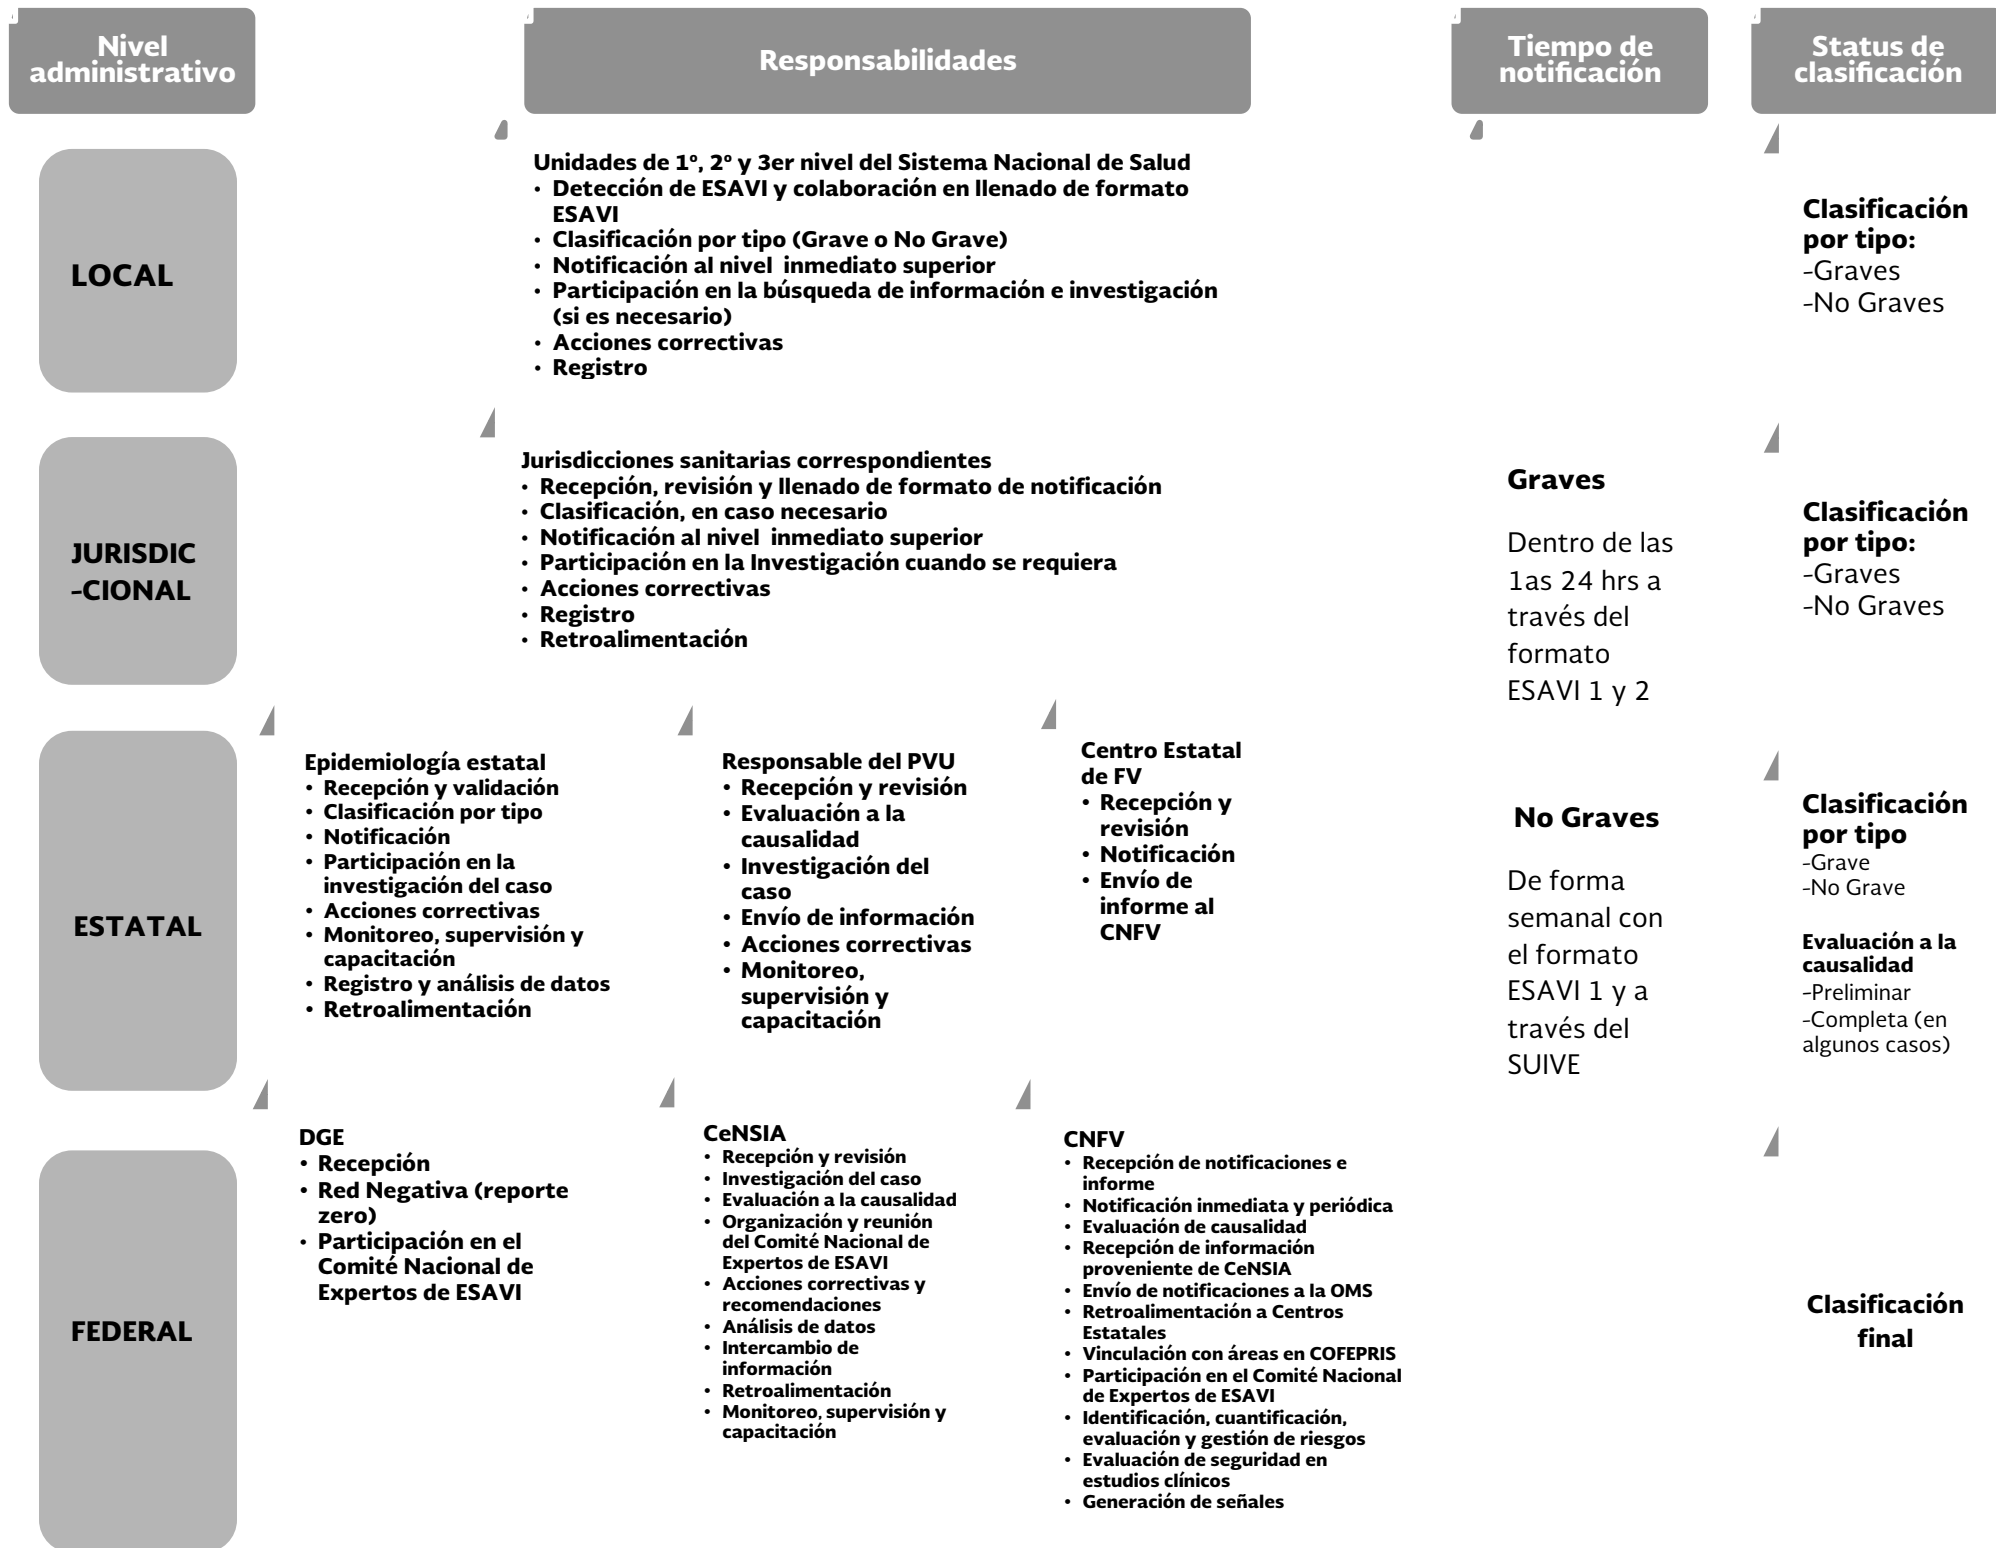 Nivel
administrativo
Responsabilidades
Tiempo de
notificación
Status de
clasificación
LOCAL
Unidades de 1º, 2º y 3er nivel del Sistema Nacional de Salud
• Detección de ESAVI y colaboración en llenado de formato
ESAVI
• Clasificación por tipo (Grave o No Grave)
• Notificación al nivel inmediato superior
• Participación en la búsqueda de información e investigación
(si es necesario)
• Acciones correctivas
• Registro
Clasificación
por tipo:
-Graves
-No Graves
JURISDIC
-CIONAL
Jurisdicciones sanitarias correspondientes
• Recepción, revisión y llenado de formato de notificación
• Clasificación, en caso necesario
• Notificación al nivel inmediato superior
• Participación en la Investigación cuando se requiera
• Acciones correctivas
• Registro
• Retroalimentación
Graves
Dentro de las
1as 24 hrs a
través del
formato
ESAVI 1 y 2
Clasificación
por tipo:
-Graves
-No Graves
ESTATAL
Epidemiología estatal
• Recepción y validación
• Clasificación por tipo
• Notificación
• Participación en la
investigación del caso
• Acciones correctivas
• Monitoreo, supervisión y
capacitación
• Registro y análisis de datos
• Retroalimentación
Responsable del PVU
• Recepción y revisión
• Evaluación a la
causalidad
• Investigación del
caso
• Envío de información
• Acciones correctivas
• Monitoreo,
supervisión y
capacitación
Centro Estatal
de FV
• Recepción y
revisión
• Notificación
• Envío de
informe al
CNFV
No Graves
De forma
semanal con
el formato
ESAVI 1 y a
través del
SUIVE
Clasificación
por tipo
-Grave
-No Grave
Evaluación a la
causalidad
-Preliminar
-Completa (en
algunos casos)
FEDERAL
DGE
• Recepción
• Red Negativa (reporte
zero)
• Participación en el
Comité Nacional de
Expertos de ESAVI
CeNSIA
• Recepción y revisión
• Investigación del caso
• Evaluación a la causalidad
• Organización y reunión
del Comité Nacional de
Expertos de ESAVI
• Acciones correctivas y
recomendaciones
• Análisis de datos
• Intercambio de
información
• Retroalimentación
• Monitoreo, supervisión y
capacitación
CNFV
• Recepción de notificaciones e
informe
• Notificación inmediata y periódica
• Evaluación de causalidad
• Recepción de información
proveniente de CeNSIA
• Envío de notificaciones a la OMS
• Retroalimentación a Centros
Estatales
• Vinculación con áreas en COFEPRIS
• Participación en el Comité Nacional
de Expertos de ESAVI
• Identificación, cuantificación,
evaluación y gestión de riesgos
• Evaluación de seguridad en
estudios clínicos
• Generación de señales
Clasificación
final